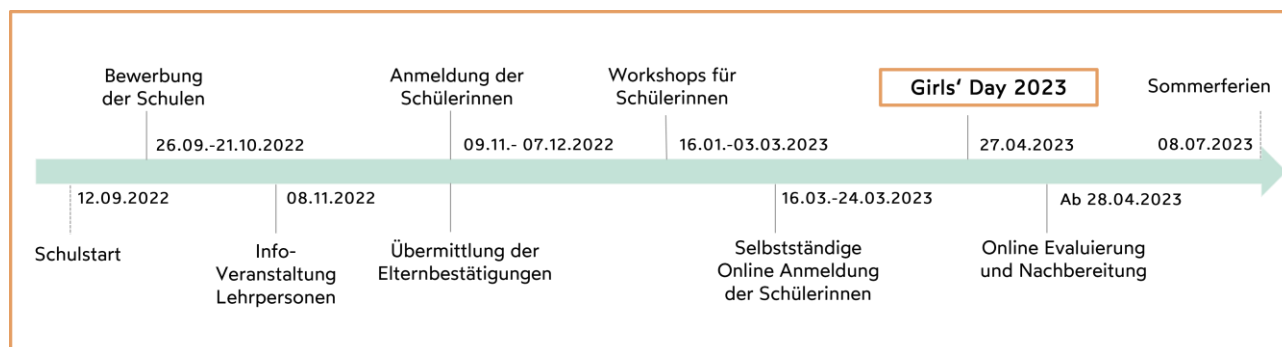 Bewerbung
der Schulen
Anmeldung der
Schülerinnen
Workshops für
Schülerinnen
Girls‘ Day 2023
Sommerferien
26.09.-21.10.2022
09.11.- 07.12.2022
16.01.-03.03.2023
27.04.2023
08.07.2023
12.09.2022
08.11.2022
16.03.-24.03.2023
Ab 28.04.2023
Schulstart
Info-
Veranstaltung
Lehrpersonen
Übermittlung der
Elternbestätigungen
Selbstständige
Online Anmeldung
der Schülerinnen
Online Evaluierung
und Nachbereitung